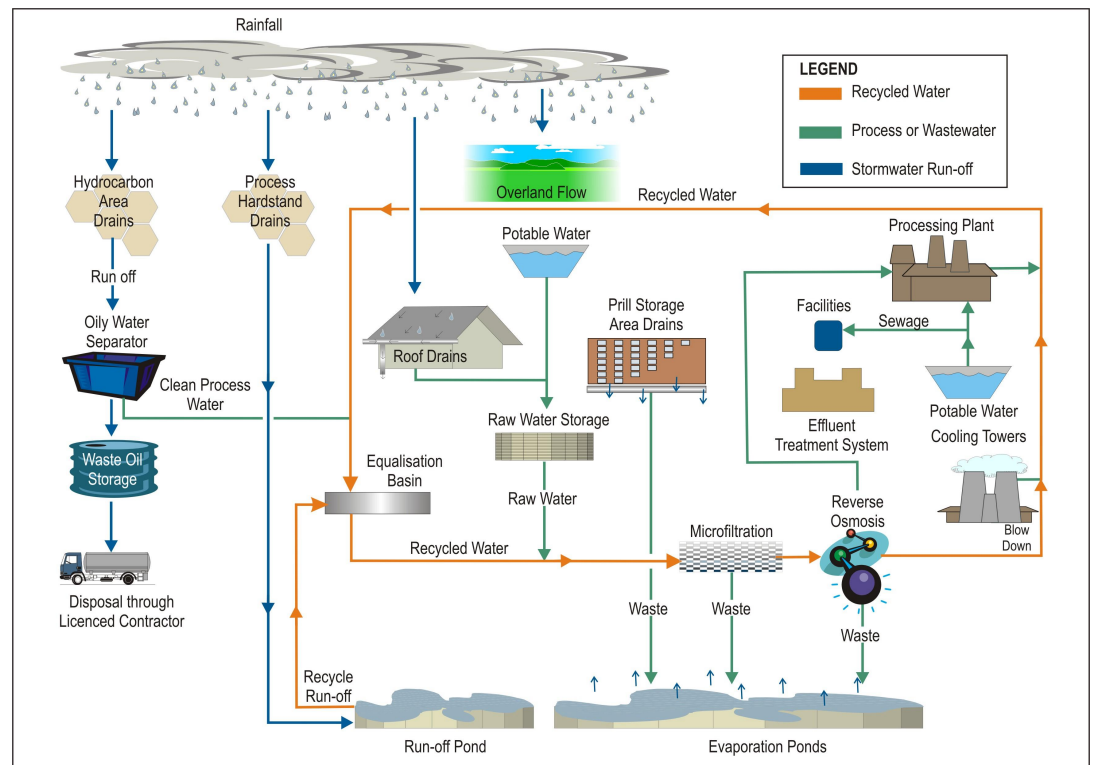 Rainfall
LEGEND
Recycled Water
Process or Wastewater
Stormwater Run-off
Hydrocarbon
Area
Drains
Process
Hardstand
Drains
Overland Flow
Recycled Water
Potable Water
Processing Plant
Run off
Prill Storage
Area Drains
Facilities
Sewage
Oily Water
Separator
Roof Drains
Clean Process
Water
Potable Water
Raw Water Storage
Effluent
Treatment System
Cooling Towers
Waste Oil
Storage
Equalisation
Basin
Raw Water
Reverse
Osmosis
Blow
Down
Recycled Water
Microfiltration
Disposal through
Licenced Contractor
Waste
Waste
Waste
Recycle
Run-off
Run-off Pond
Evaporation Ponds